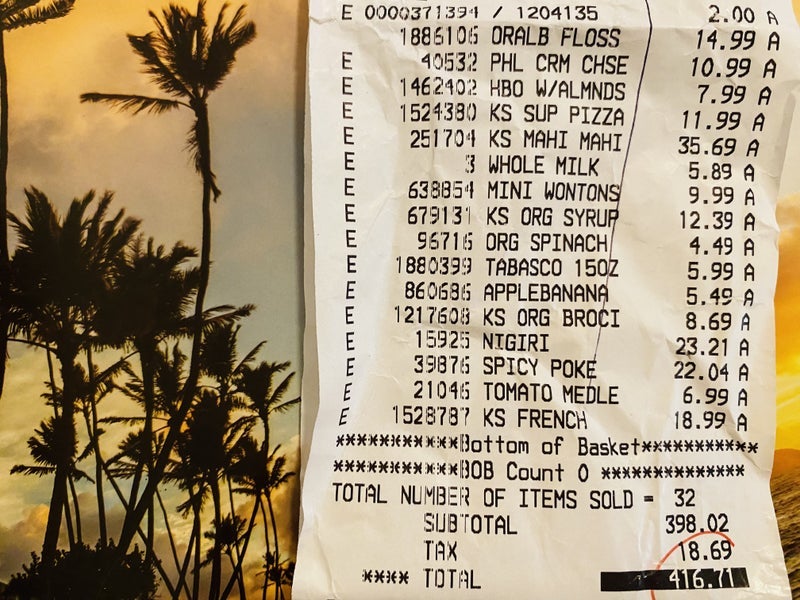 E 0000371394 / 1204135 2.00 A
1886106 ORALB FLOSS 14.99 A
E 40532 PHL CRM CHSE 10.99 A
E 1462402 HBO W/ALMNDS 7.99 A
E 1524380 KS SUP PIZZA 11.99 A
E 251704 KS MAHI MAHI 35.69 A
E 3 WHOLE MILK 5.89 A
E 638854 MINI WONTONS 9.99 A
E 679131 KS ORG SYRUP 12.39 A
E 96716 ORG SPINACH 4.49 A
E 1880399 TABASCO 15OZ 5.99 A
E 860686 APPLEBANANA 5.49 A
E 1217608 KS ORG BROCI 8.69 A
E 15925 NIGIRI 23.21 A
E 39876 SPICY POKE 22.04 A
E 21046 TOMATO MEDLE 6.99 A
E 1528787 KS FRENCH 18.99 A
***********Bottom of Basket***********
***********BOB Count 0 **************
TOTAL NUMBER OF ITEMS SOLD = 32
SUBTOTAL 398.02
TAX 18.69
**** TOTAL 416.71